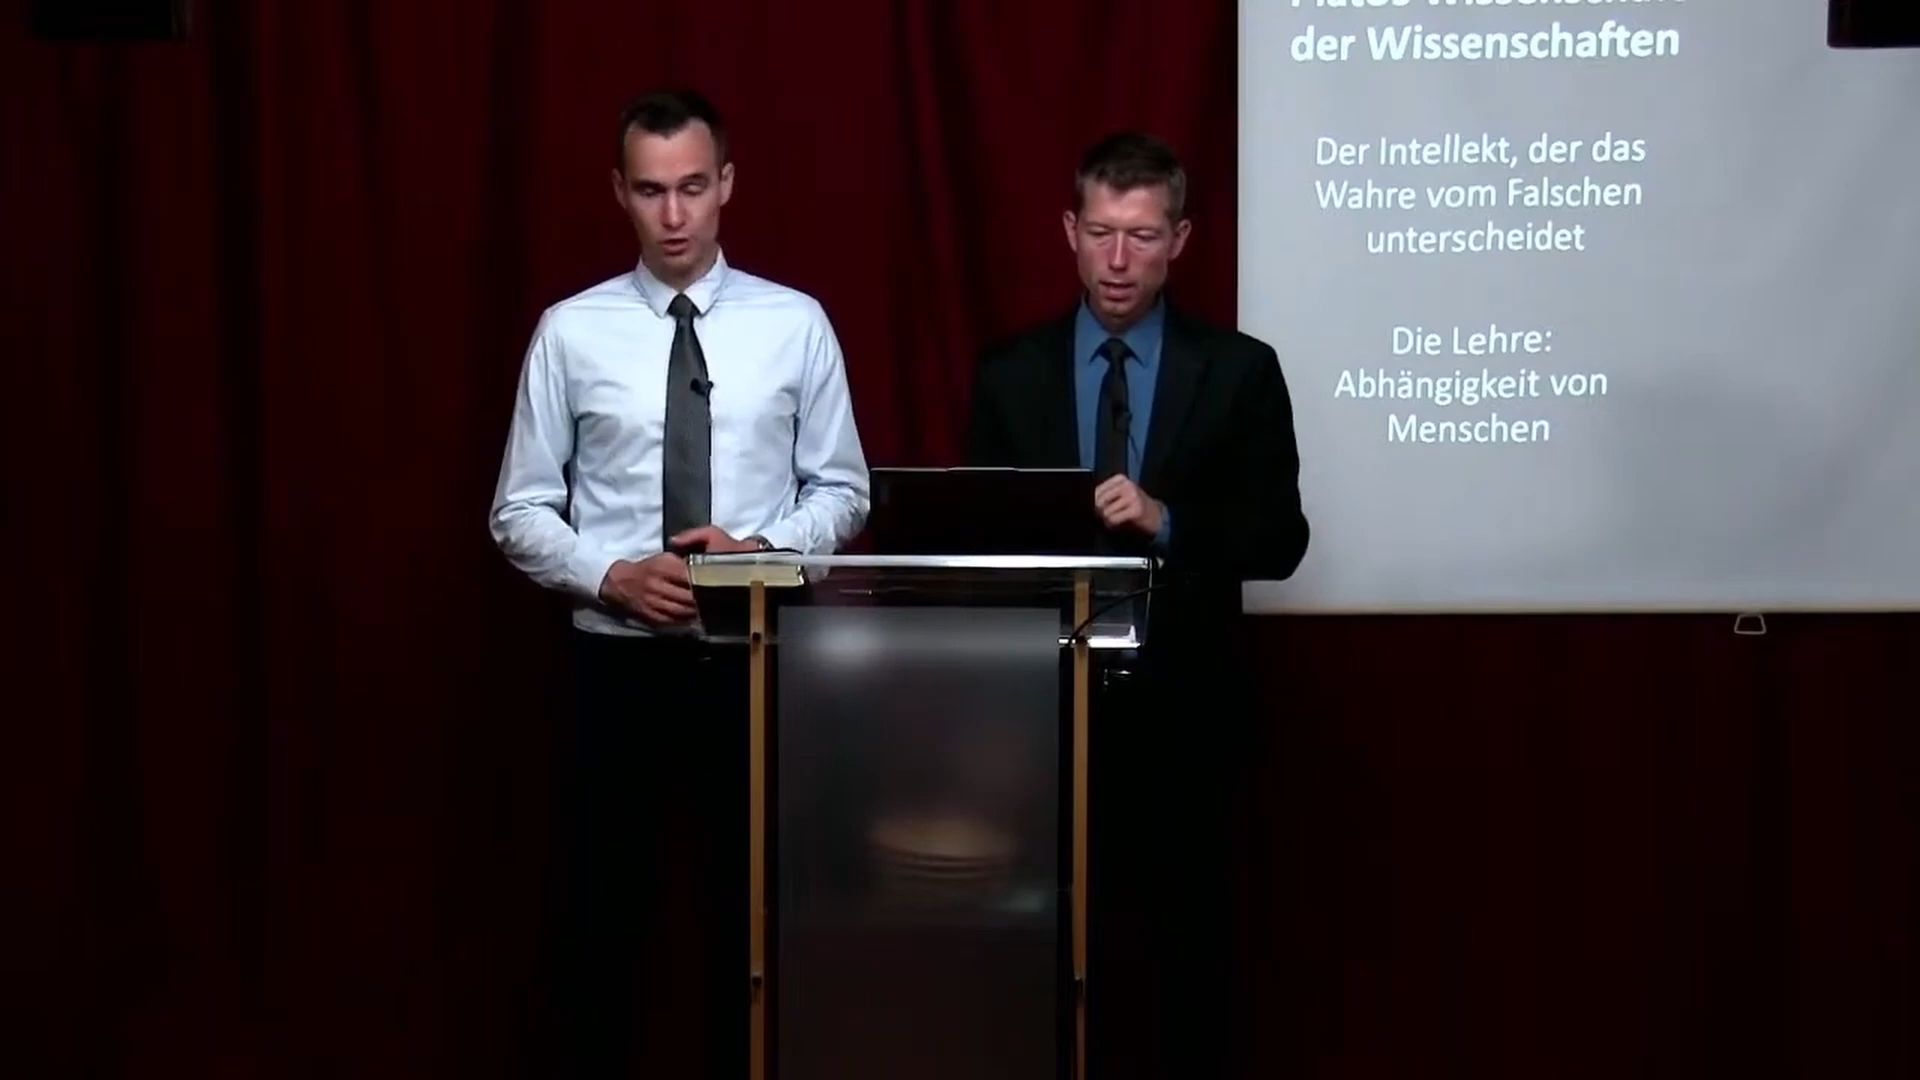 der Wissenschaften
Der Intellekt, der das
Wahre vom Falschen
unterscheidet
Die Lehre:
Abhängigkeit von
Menschen